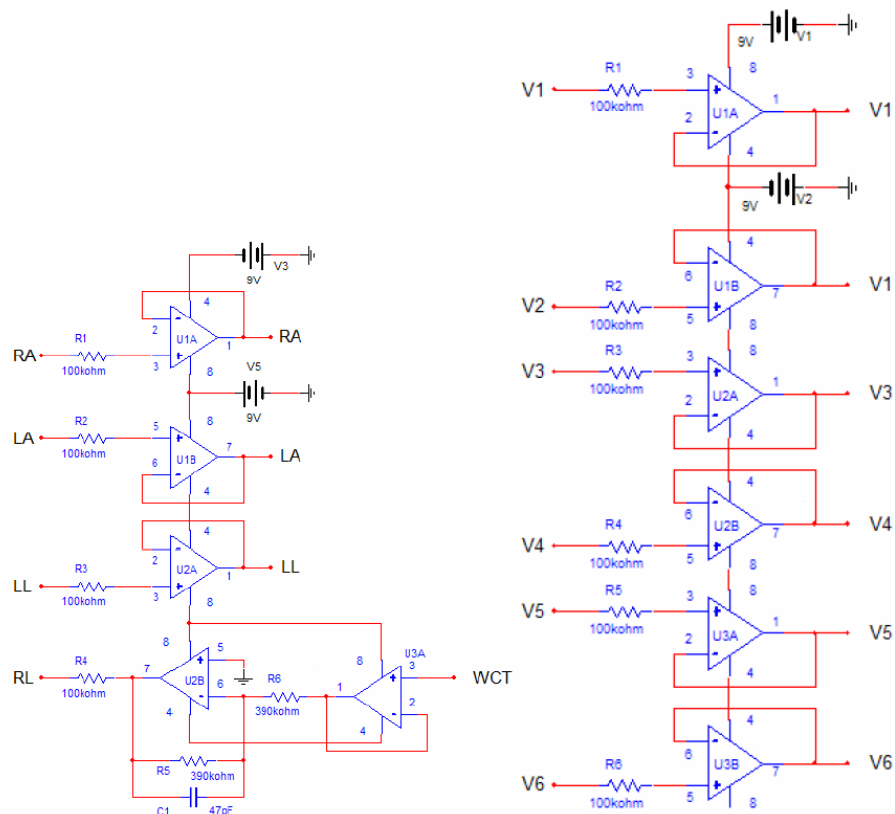 V3
9V
4
2
U1A
1
RA
R1
RA
3
100kohm
8
V5
9V
8
R2
5
LA
7
LA
100kohm
U1B
6
4
4
2
U2A
1
LL
R3
LL
3
100kohm
8
U3A
8
5
8
3
WCT
R4
7
R6
1
RL
U2B
6
2
100kohm
390kohm
4
4
R5
390kohm
C1
47pF
9V
V1
8
R1
3
V1
1
V1
100kohm
U1A
2
4
9V
V2
4
6
U1B
V1
R2
7
V2
5
100kohm
8
R3
8
3
V3
1
V3
100kohm
U2A
2
4
4
6
U2B
V4
R4
7
V4
5
100kohm
8
R5
8
3
V5
1
V5
100kohm
U3A
2
4
4
6
U3B
V6
R6
7
V6
5
100kohm
8